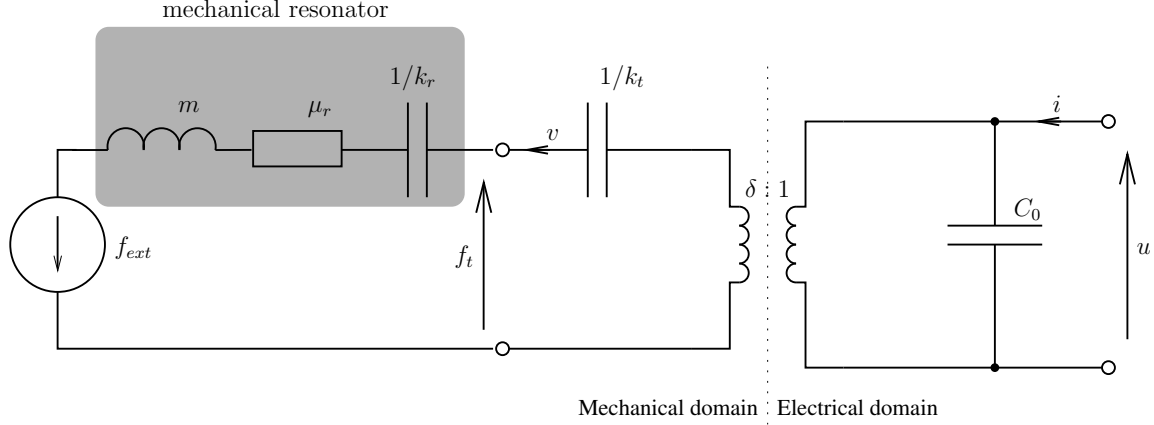 mechanical resonator
1/k_r
1/k_t
m
μ_r
v
i
δ : 1
C_0
f_ext
f_t
u
Mechanical domain
Electrical domain